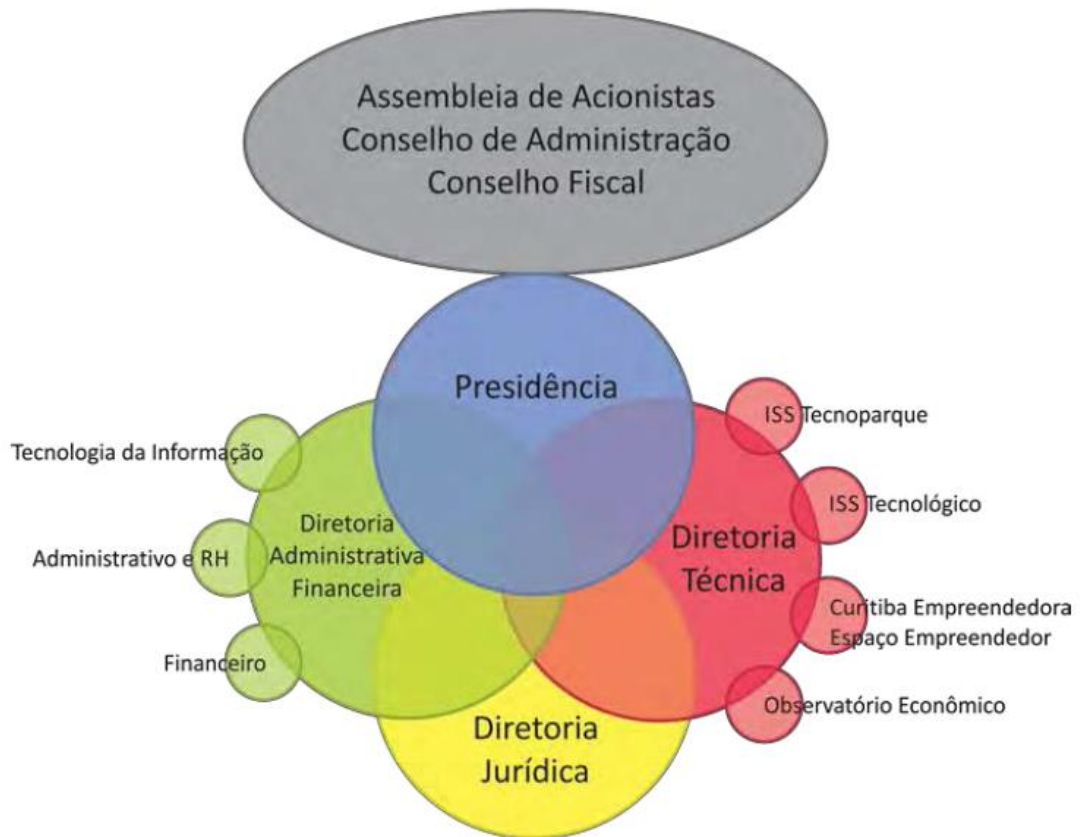 Assembleia de Acionistas
Conselho de Administração
Conselho Fiscal
Presidência
Tecnologia da Informação
Administrativo e RH
Financeiro
Diretoria
Administrativa
Financeira
Diretoria
Técnica
ISS Tecnoparque
ISS Tecnológico
Curitiba Empreendedora
Espaço Empreendedor
Observatório Econômico
Diretoria
Jurídica